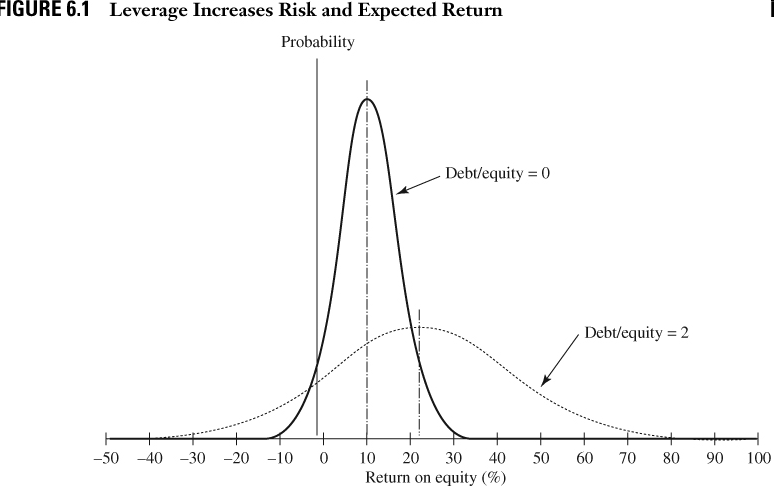 FIGURE 6.1 Leverage Increases Risk and Expected Return
Probability
Debt/equity = 0
Debt/equity = 2
–50 –40 –30 –20 –10 0 10 20 30 40 50 60 70 80 90 100
Return on equity (%)